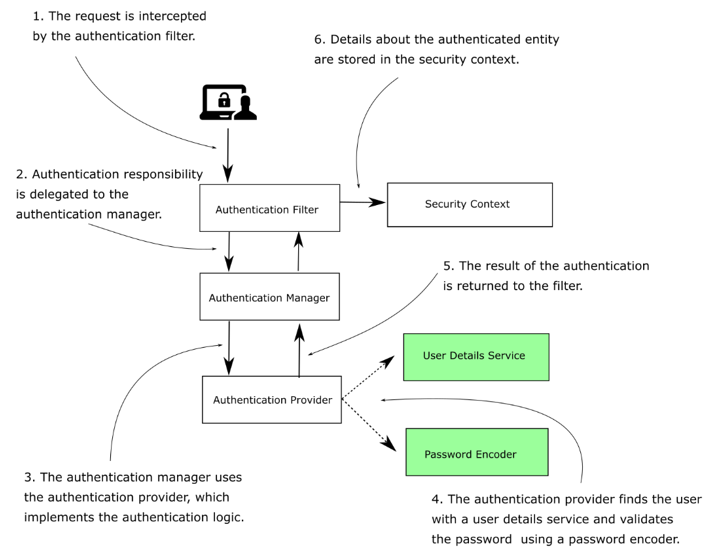 1. The request is intercepted
by the authentication filter.
6. Details about the authenticated entity
are stored in the security context.
2. Authentication responsibility
is delegated to the
authentication manager.
Authentication Filter
Security Context
5. The result of the authentication
is returned to the filter.
Authentication Manager
User Details Service
Authentication Provider
Password Encoder
3. The authentication manager uses
the authentication provider, which
implements the authentication logic.
4. The authentication provider finds the user
with a user details service and validates
the password using a password encoder.